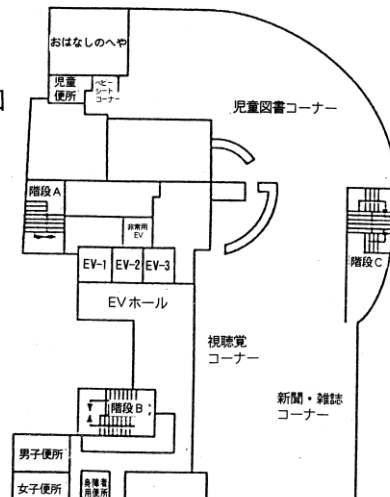 おはなしのへや
児童
便所
ベビー
シート
コーナー
児童図書コーナー
階段A
非常用
EV
EV-1
EV-2
EV-3
階段C
EVホール
視聴覚
コーナー
新聞・雑誌
コーナー
階段B
男子便所
女子便所
身障者
用便所